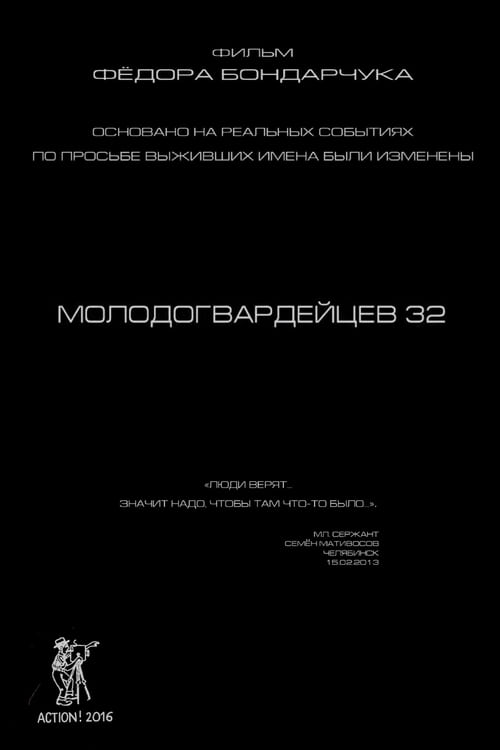 ФИЛЬМ
ФЁДОРА БОНДАРЧУКА
ОСНОВАНО НА РЕАЛЬНЫХ СОБЫТИЯХ
ПО ПРОСЬБЕ ВЫЖИВШИХ ИМЕНА БЫЛИ ИЗМЕНЕНЫ
МОЛОДОГВАРДЕЙЦЕВ 32
«ЛЮДИ ВЕРЯТ...
ЗНАЧИТ НАДО, ЧТОБЫ ТАМ ЧТО-ТО БЫЛО...»,
МЛ. СЕРЖАНТ
СЕМЁН МАТИВОСОВ
ЧЕЛЯБИНСК
15.02.2013
ACTION! 2016